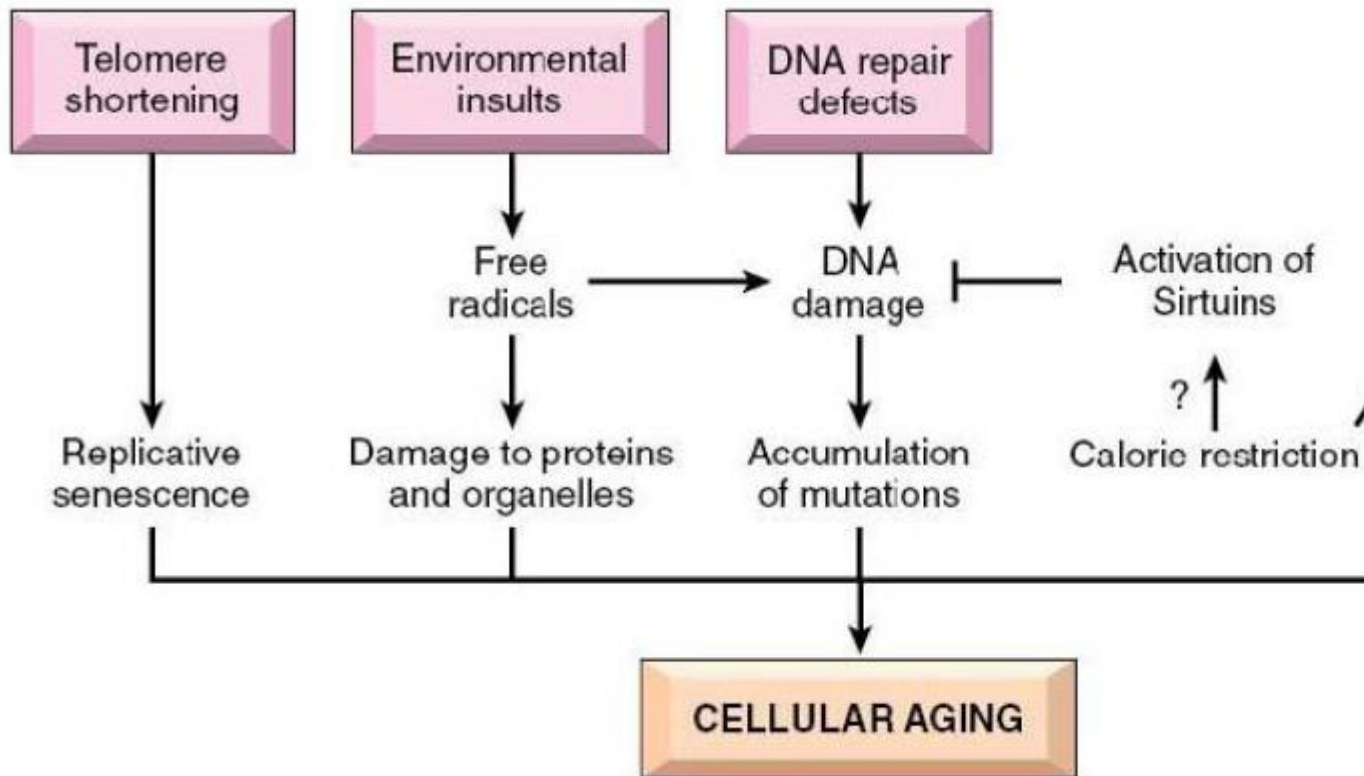 Telomere
shortening
Environmental
insults
DNA repair
defects
Free
radicals
DNA
damage
Activation of
Sirtuins
?
Replicative
senescence
Damage to proteins
and organelles
Accumulation
of mutations
Calorie restriction
CELLULAR AGING